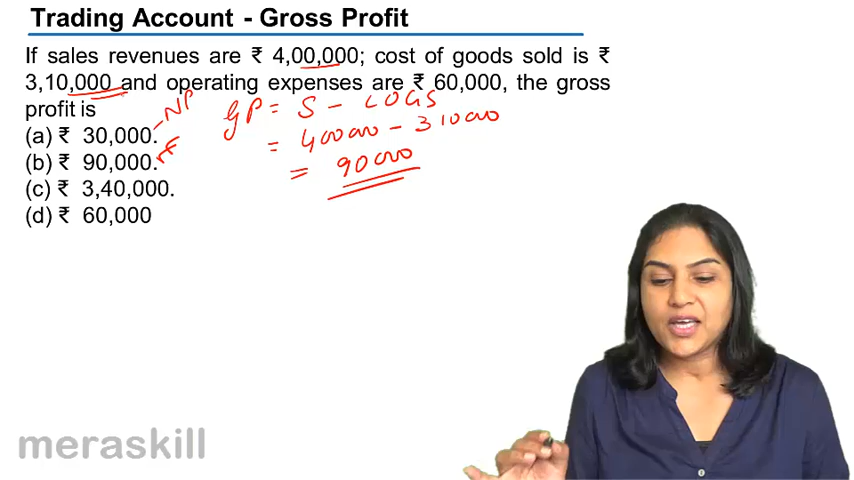 Trading Account - Gross Profit
If sales revenues are ₹ 4,00,000; cost of goods sold is ₹
3,10,000 and operating expenses are ₹ 60,000, the gross
profit is
(a) ₹ 30,000. - NP
(b) ₹ 90,000.
(c) ₹ 3,40,000.
(d) ₹ 60,000
GP = S - COGS
= 400000 - 310000
= 90000
meraskill